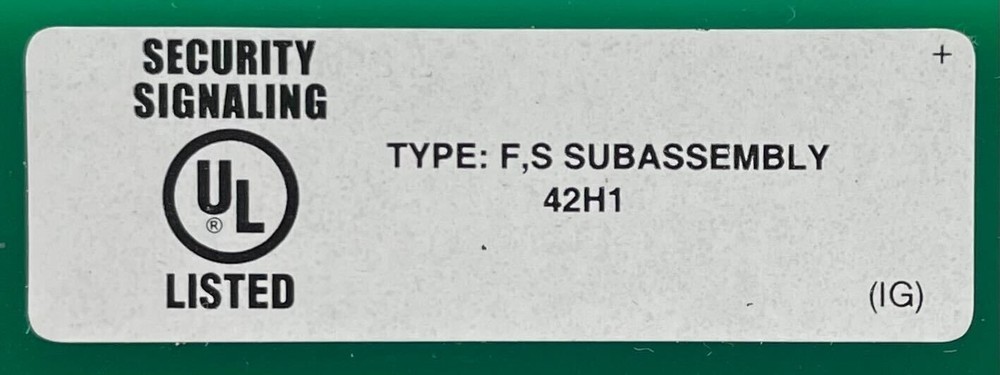 SECURITY
SIGNALING
UL
®
LISTED
TYPE: F,S SUBASSEMBLY
42H1
+
(IG)